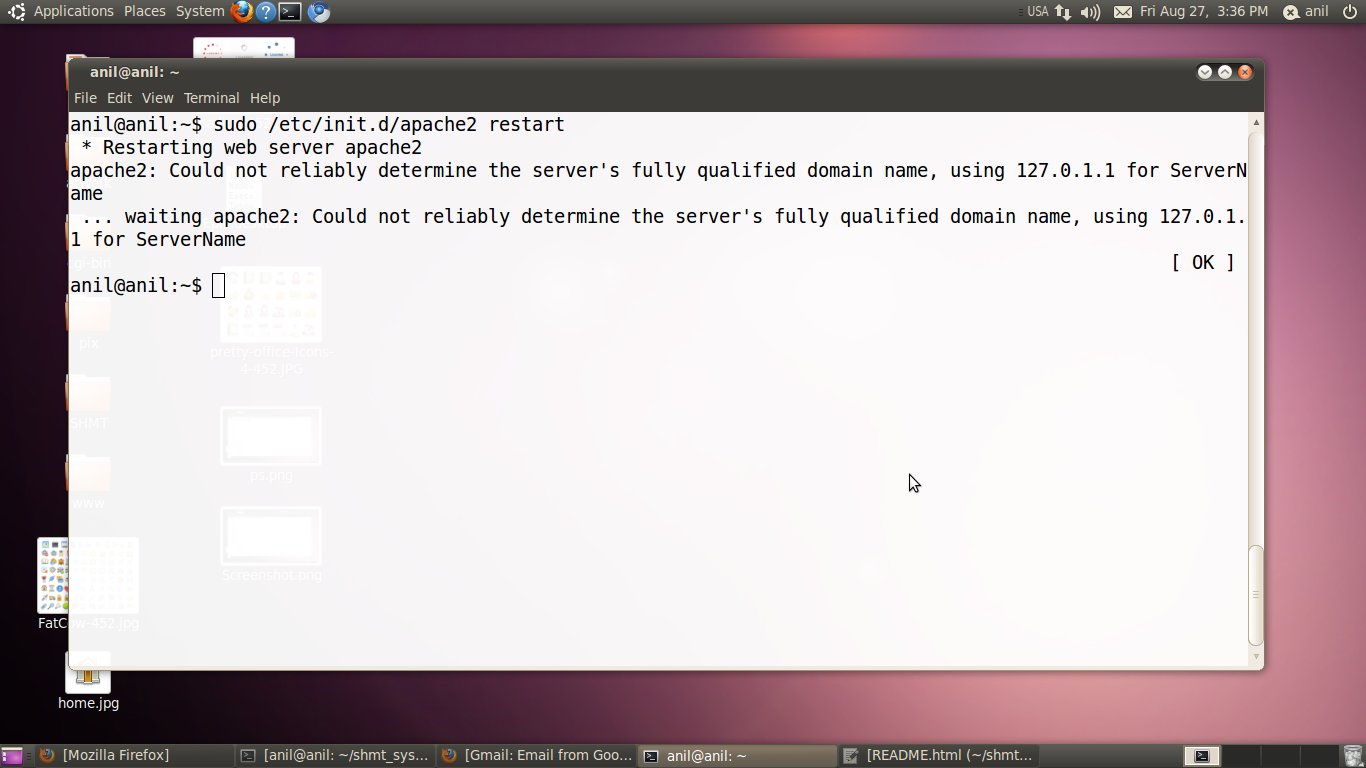 Applications Places System
USA
Fri Aug 27, 3:36 PM
anil
anil@anil: ~
File Edit View Terminal Help
anil@anil:~$ sudo /etc/init.d/apache2 restart
* Restarting web server apache2
apache2: Could not reliably determine the server's fully qualified domain name, using 127.0.1.1 for ServerN
ame
... waiting apache2: Could not reliably determine the server's fully qualified domain name, using 127.0.1.
1 for ServerName
[ OK ]
anil@anil:~$
cgi-bin
pix
pretty-office-icons-
4-452.JPG
SHMT
ps.png
www
Screenshot.png
FatCow-452.jpg
home.jpg
[Mozilla Firefox]
[anil@anil: ~/shmt_sys...
[Gmail: Email from Goo...
anil@anil: ~
[README.html (~/shmt...